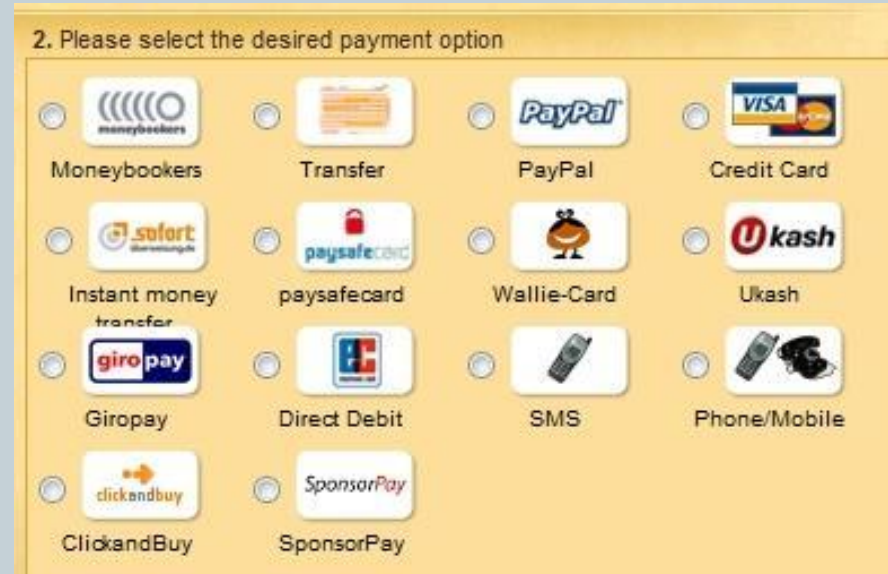 2. Please select the desired payment option
moneybookers
PayPal
VISA
Moneybookers
Transfer
PayPal
Credit Card
sofort
paysafecard
Ukash
Instant money
transfer
paysafecard
Wallie-Card
Ukash
giropay
EC
Giropay
Direct Debit
SMS
Phone/Mobile
clickandbuy
SponsorPay
ClickandBuy
SponsorPay